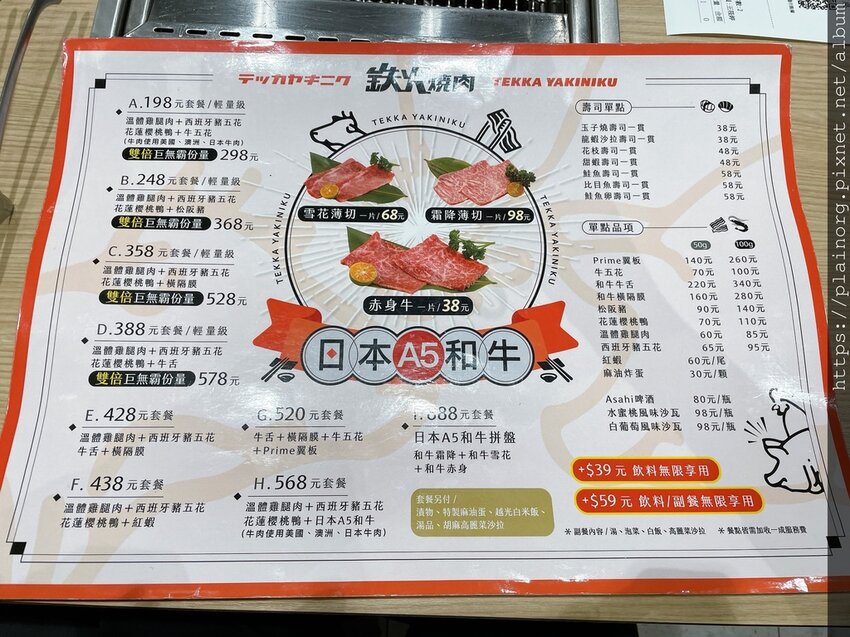 テッカヤキニク 鉄火燒肉 TEKKA YAKINIKU
A.198元套餐/輕量級
溫體雞腿肉+西班牙豬五花
花蓮櫻桃鴨+牛五花
(牛肉使用美國、澳洲、日本牛肉)
雙倍巨無霸份量 298元
B.248元套餐/輕量級
溫體雞腿肉+西班牙豬五花
花蓮櫻桃鴨+松阪豬
雙倍巨無霸份量 368元
C.358元套餐/輕量級
溫體雞腿肉+西班牙豬五花
花蓮櫻桃鴨+橫隔膜
雙倍巨無霸份量 528元
D.388元套餐/輕量級
溫體雞腿肉+西班牙豬五花
花蓮櫻桃鴨+牛舌
雙倍巨無霸份量 578元
E.428元套餐
溫體雞腿肉+西班牙豬五花
牛舌+橫隔膜
F.438元套餐
溫體雞腿肉+西班牙豬五花
花蓮櫻桃鴨+紅蝦
G.520元套餐
牛舌+橫隔膜+牛五花
+Prime翼板
H.568元套餐
溫體雞腿肉+西班牙豬五花
花蓮櫻桃鴨+日本A5和牛
(牛肉使用美國、澳洲、日本牛肉)
I.688元套餐
日本A5和牛拼盤
和牛霜降+和牛雪花
+和牛赤身
套餐另付/
漬物、特製麻油蛋、越光白米飯、
湯品、胡麻高麗菜沙拉
TEKKA YAKINIKU
TEKKA YAKINIKU
TEKKA YAKINIKU
雪花薄切 一片/68元
霜降薄切 一片/98元
赤身牛 一片/38元
日本A5和牛
壽司單點
玉子燒壽司一貫 38元
龍蝦沙拉壽司一貫 38元
花枝壽司一貫 48元
甜蝦壽司一貫 48元
鮭魚壽司一貫 58元
比目魚壽司一貫 58元
鮭魚卵壽司一貫 58元
單點品項
50g 100g
Prime翼板 140元 260元
牛五花 70元 100元
和牛牛舌 220元 340元
和牛橫隔膜 160元 280元
松阪豬 90元 140元
花蓮櫻桃鴨 70元 110元
溫體雞腿肉 60元 85元
西班牙豬五花 65元 95元
紅蝦 60元/尾
麻油炸蛋 30元/顆
Asahi啤酒 80元/瓶
水蜜桃風味沙瓦 98元/瓶
白葡萄風味沙瓦 98元/瓶
+$39元 飲料無限享用
+$59元 飲料/副餐無限享用
*副餐內容/湯、泡菜、白飯、高麗菜沙拉 *餐點皆需加收一成服務費
https://plainorg.pixnet.net/album